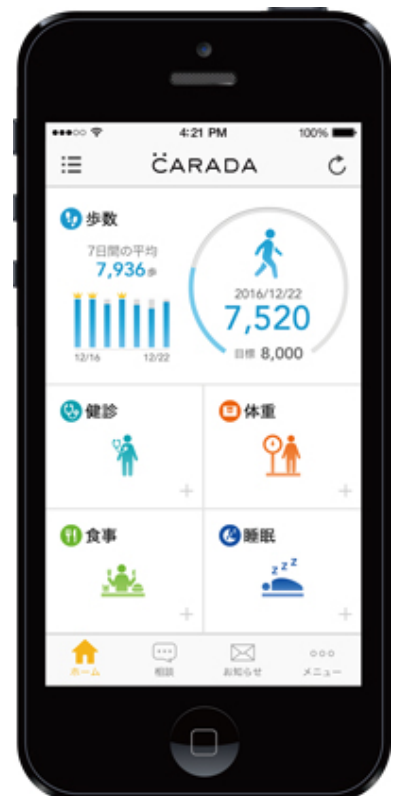 4:21 PM
100%
CARADA
歩数
7日間の平均
7,936歩
12/16
12/22
2016/12/22
7,520
目標 8,000
健診
体重
食事
睡眠
zzz
ホーム
相談
お知らせ
メニュー